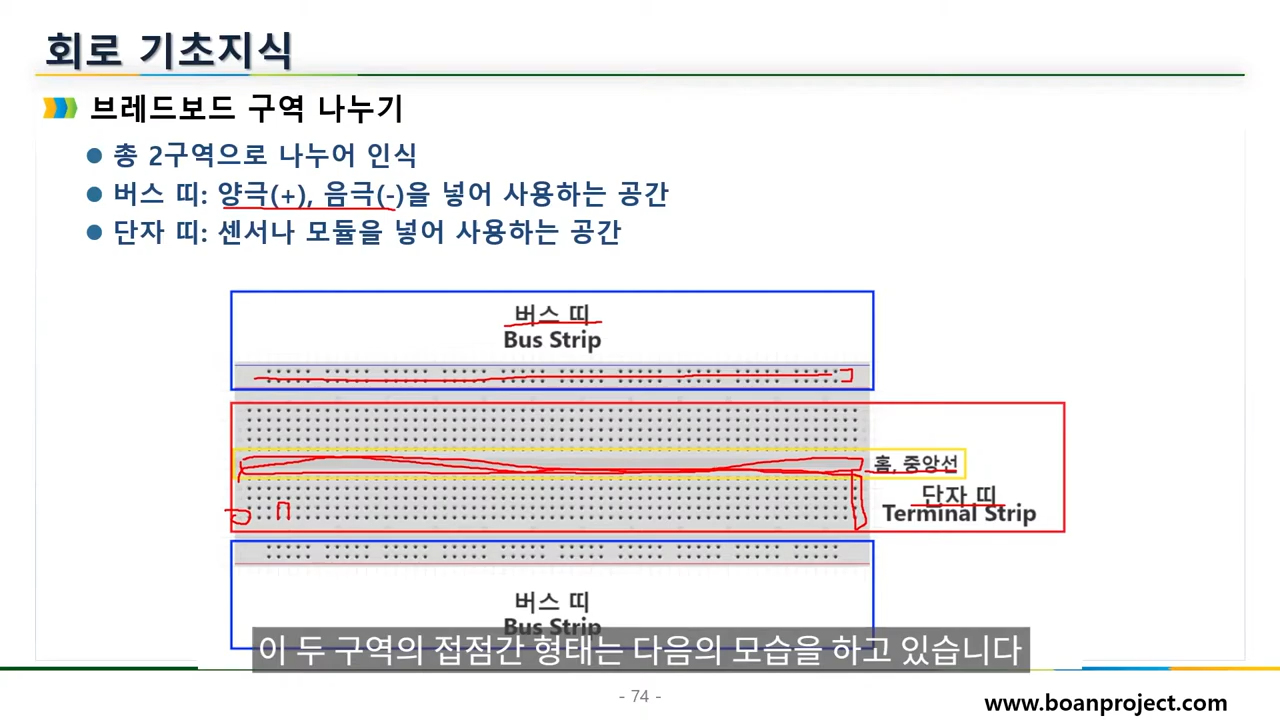 회로 기초지식
브레드보드 구역 나누기
총 2구역으로 나누어 인식
버스 띠: 양극(+), 음극(-)을 넣어 사용하는 공간
단자 띠: 센서나 모듈을 넣어 사용하는 공간
버스 띠
Bus Strip
홈, 중앙선
단자 띠
Terminal Strip
버스 띠
Bus Strip
이 두 구역의 접점간 형태는 다음의 모습을 하고 있습니다
- 74 -
www.boanproject.com